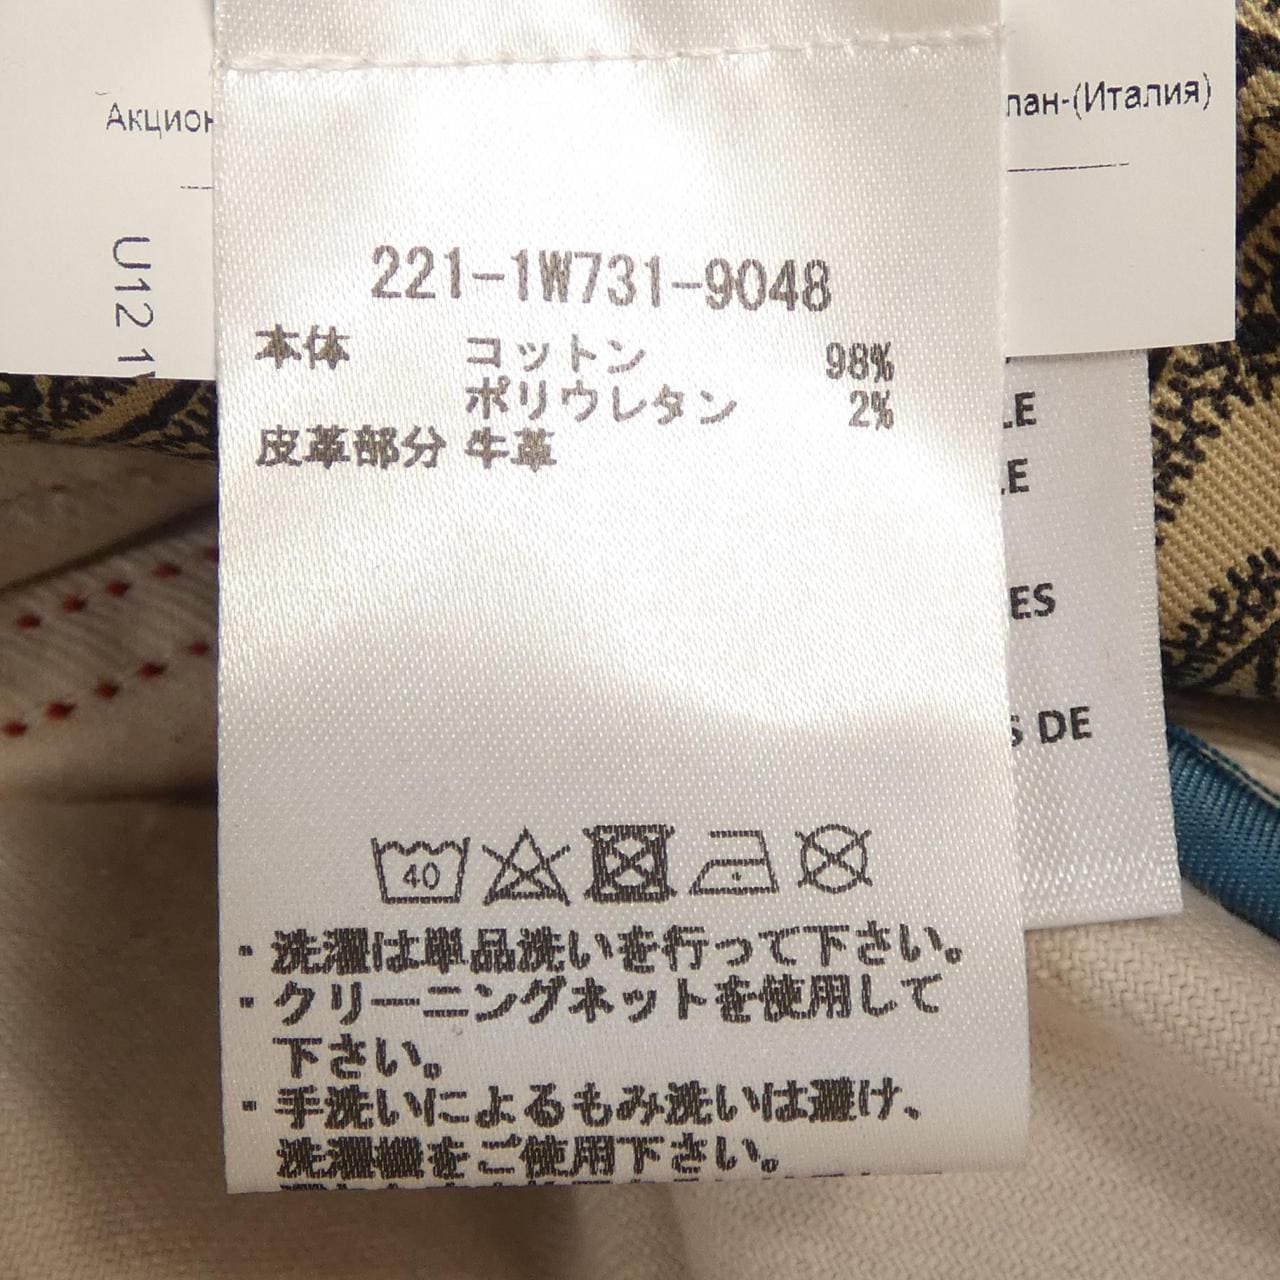 Акцион
лан-(Италия)
U12 1
221-1W731-9048
本体 コットン 98%
ポリウレタン 2%
皮革部分 牛革
LE
LE
ES
S DE
40
・洗濯は単品洗いを行って下さい。
・クリーニングネットを使用して
下さい。
・手洗いによるもみ洗いは避け、
洗濯機をご使用下さい。